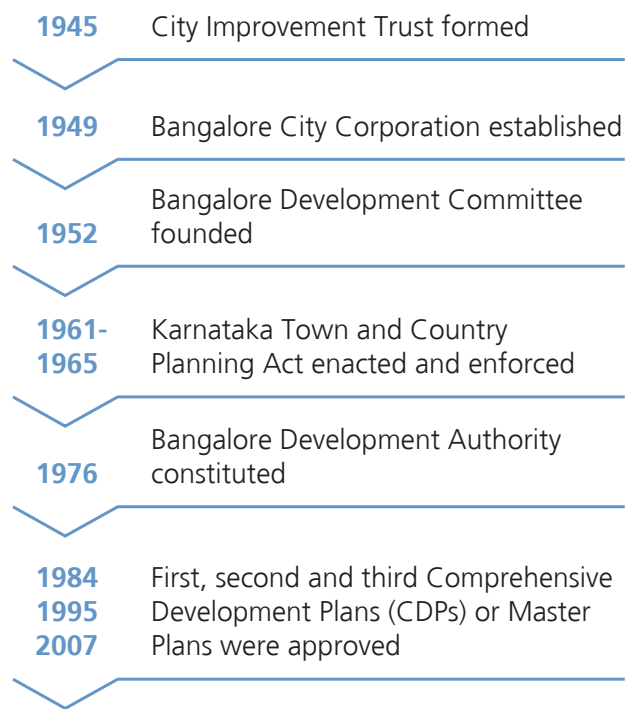 1945 City Improvement Trust formed
1949 Bangalore City Corporation established
Bangalore Development Committee
1952 founded
1961- Karnataka Town and Country
1965 Planning Act enacted and enforced
Bangalore Development Authority
1976 constituted
1984 First, second and third Comprehensive
1995 Development Plans (CDPs) or Master
2007 Plans were approved